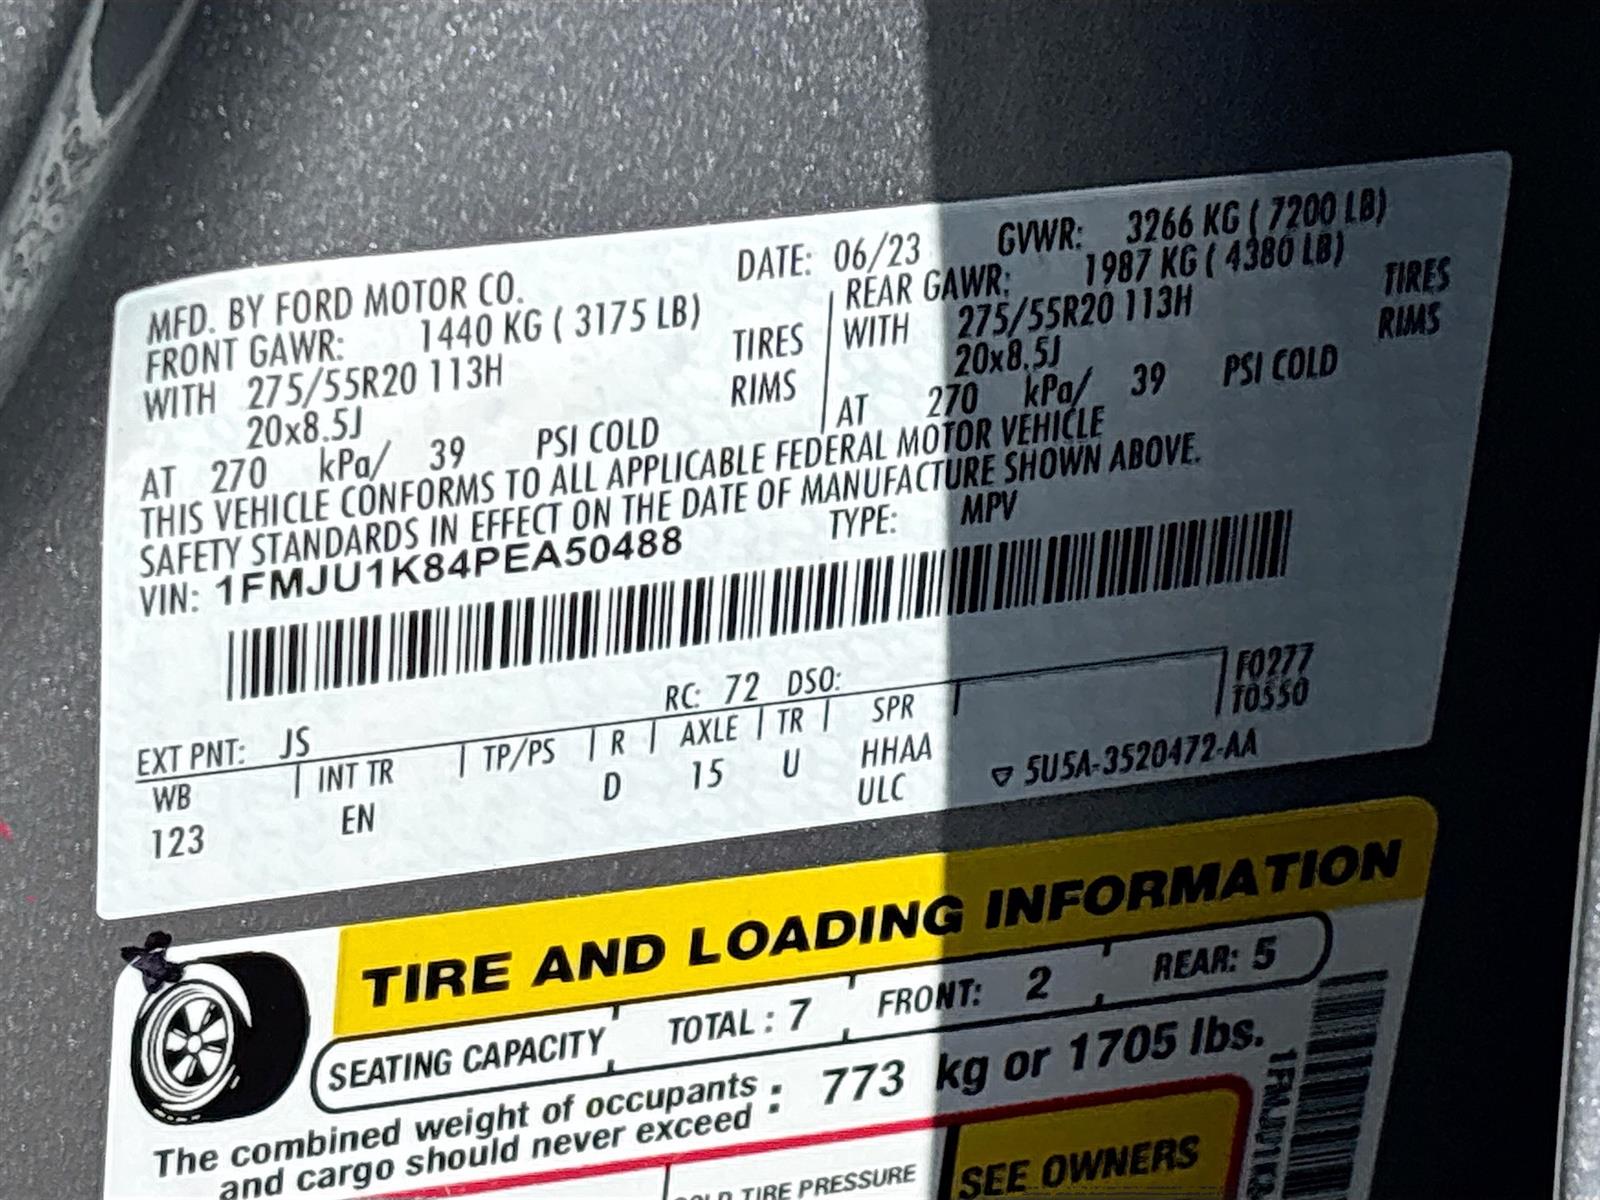 MFD. BY FORD MOTOR CO.
DATE: 06/23
GVWR: 3266 KG ( 7200 LB)
FRONT GAWR: 1440 KG ( 3175 LB)
WITH 275/55R20 113H TIRES
20x8.5J RIMS
AT 270 kPa/ 39 PSI COLD
REAR GAWR: 1987 KG ( 4380 LB)
WITH 275/55R20 113H TIRES
20x8.5J RIMS
AT 270 kPa/ 39 PSI COLD
THIS VEHICLE CONFORMS TO ALL APPLICABLE FEDERAL MOTOR VEHICLE
SAFETY STANDARDS IN EFFECT ON THE DATE OF MANUFACTURE SHOWN ABOVE.
VIN: 1FMJU1K84PEA50488
TYPE: MPV
EXT PNT: JS RC: 72 DSO:
F0277
T0550
WB INT TR TP/PS R AXLE TR SPR
123 EN D 15 U HHAA
ULC
5U5A-3520472-AA
TIRE AND LOADING INFORMATION
SEATING CAPACITY TOTAL : 7 FRONT: 2 REAR: 5
The combined weight of occupants
and cargo should never exceed : 773 kg or 1705 lbs.
TIRE PRESSURE
SEE OWNERS